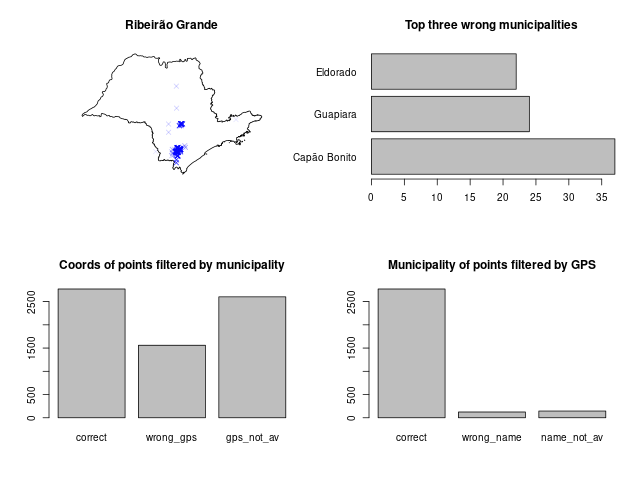 Ribeirão Grande
Top three wrong municipalities
Eldorado
Guapiara
Capão Bonito
0 5 10 15 20 25 30 35
Coords of points filtered by municipality
0 500 1500 2500
correct wrong_gps gps_not_av
Municipality of points filtered by GPS
0 500 1500 2500
correct wrong_name name_not_av